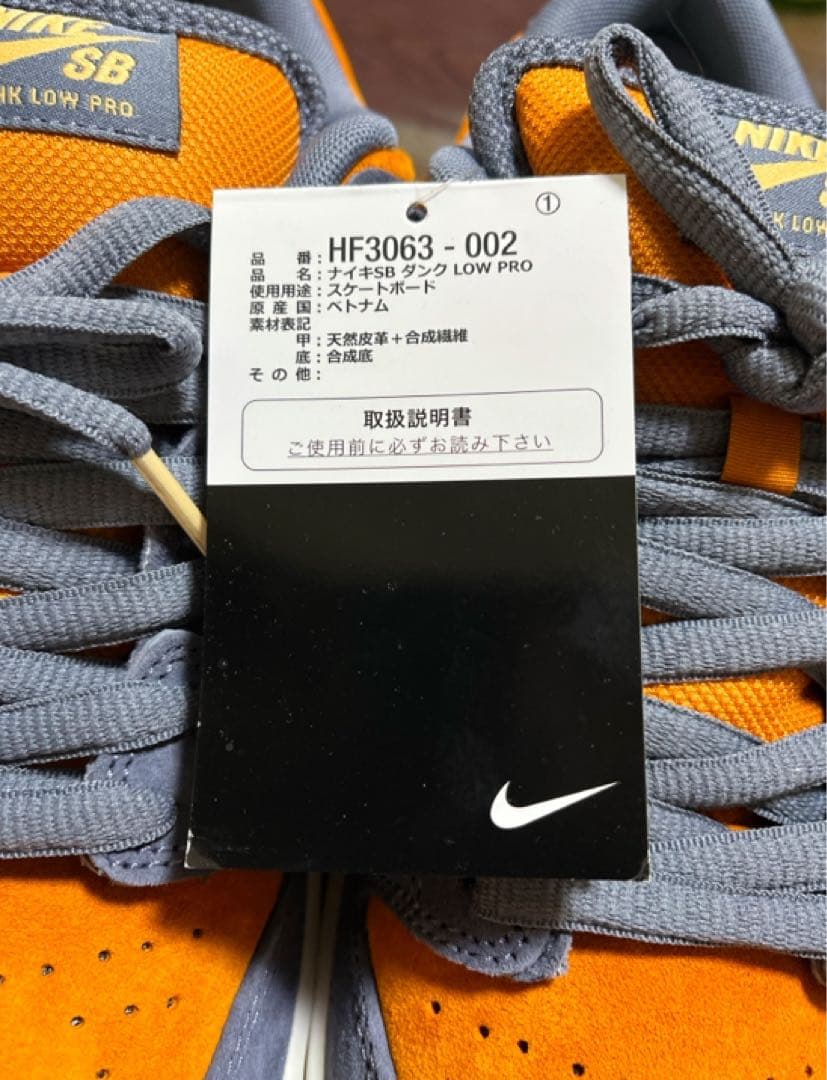 NIKE
SB
NK LOW PRO
NIKE
K LOW
①
品 番 : HF3063 - 002
品 名 : ナイキSB ダンク LOW PRO
使用用途 : スケートボード
原 産 国 : ベトナム
素材表記
甲 : 天然皮革＋合成繊維
底 : 合成底
そ の 他 :
取扱説明書
ご使用前に必ずお読み下さい